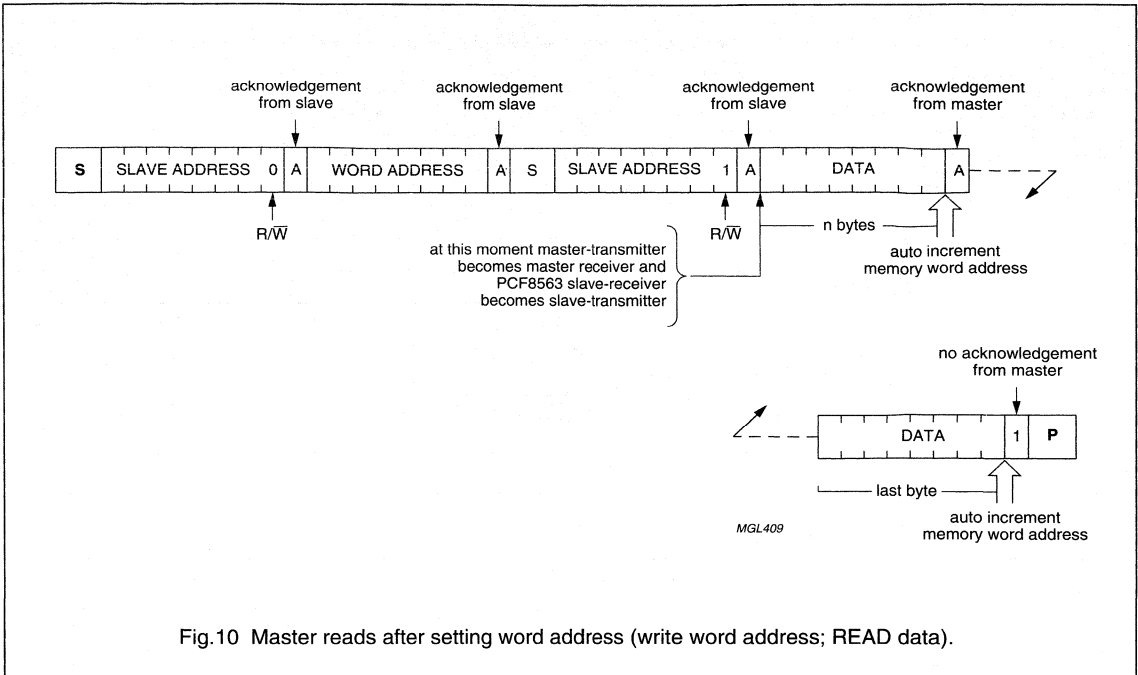 acknowledgement
from slave
acknowledgement
from slave
acknowledgement
from slave
acknowledgement
from master
S SLAVE ADDRESS 0 A WORD ADDRESS A S SLAVE ADDRESS 1 A DATA A
R/W̅
R/W̅
n bytes
at this moment master-transmitter
becomes master receiver and
PCF8563 slave-receiver
becomes slave-transmitter
auto increment
memory word address
no acknowledgement
from master
DATA 1 P
last byte
auto increment
memory word address
MGL409
Fig.10 Master reads after setting word address (write word address; READ data).